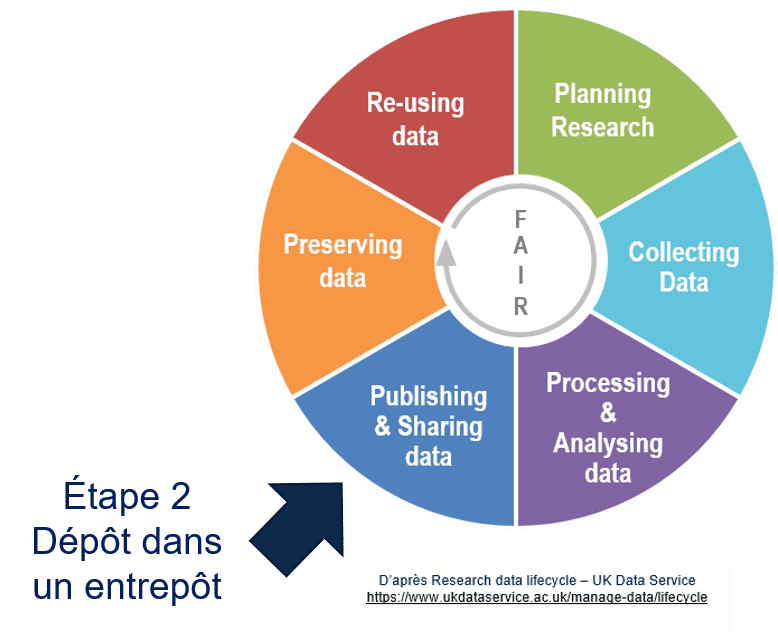 Re-using
data
Planning
Research
Preserving
data
F
A
I
R
Collecting
Data
Publishing
& Sharing
data
Processing
&
Analysing
data
Étape 2
Dépôt dans
un entrepôt
D'après Research data lifecycle – UK Data Service
https://www.ukdataservice.ac.uk/manage-data/lifecycle